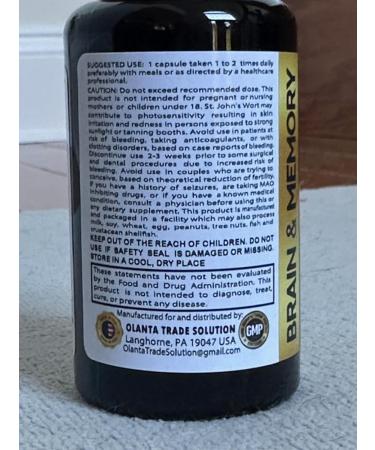 SUGGESTED USE: 1 capsule taken 1 to 2 times daily
preferably with meals or as directed by a healthcare
professional.
CAUTION: Do not exceed recommended dose. This
product is not intended for pregnant or nursing
mothers or children under 18. St. John's Wort may
contribute to photosensitivity resulting in skin
irritation and redness in persons exposed to strong
sunlight or tanning booths. Avoid use in patients at
risk of bleeding, taking anticoagulants, or with
clotting disorders, based on case reports of bleeding.
Discontinue use 2-3 weeks prior to some surgical
and dental procedures due to increased risk of
bleeding. Avoid use in couples who are trying to
conceive, based on theoretical reduction of fertility.
If you have a history of seizures, are taking MAO
inhibiting drugs, or if you have a known medical
condition, consult a physician before using this or
any dietary supplement. This product is manufactured
and packaged in a facility which may also process
milk, soy, wheat, egg, peanuts, tree nuts, fish and
crustacean shellfish.
KEEP OUT OF THE REACH OF CHILDREN. DO NOT
USE IF SAFETY SEAL IS DAMAGED OR MISSING.
STORE IN A COOL, DRY PLACE
These statements have not been evaluated
by the Food and Drug Administration. This
product is not intended to diagnose, treat,
cure, or prevent any disease.
Manufactured for and distributed by:
OLANTA TRADE SOLUTION
Langhorne, PA 19047 USA
OlantaTradeSolution@gmail.com
GMP
BRAIN & MEMORY